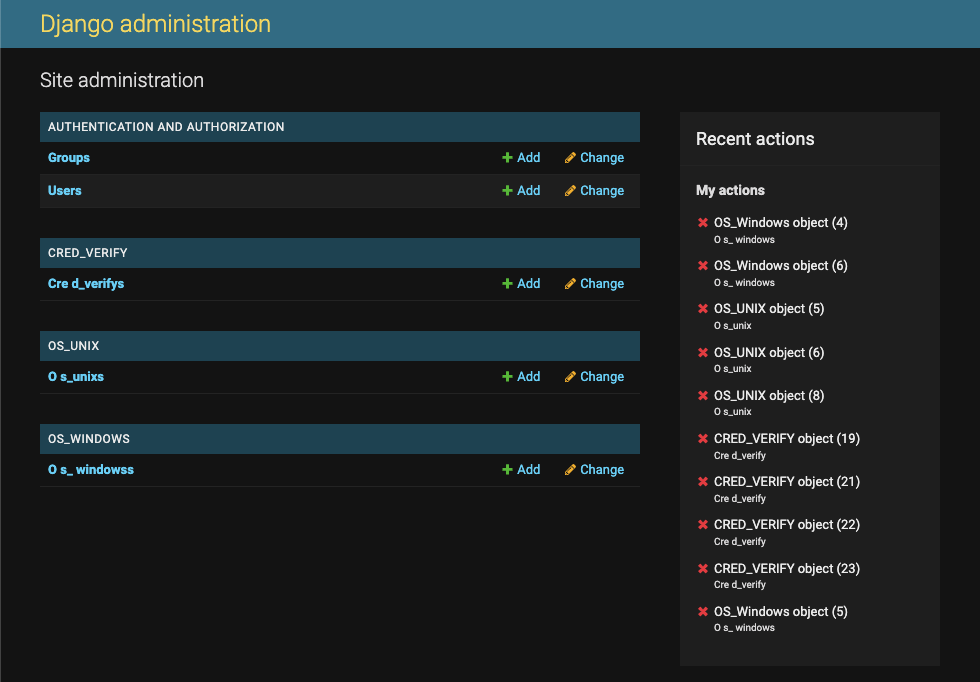 Django administration
Site administration
AUTHENTICATION AND AUTHORIZATION
Groups Add Change
Users Add Change
CRED_VERIFY
Cre d_verifys Add Change
OS_UNIX
O s_unixs Add Change
OS_WINDOWS
O s_ windowss Add Change
Recent actions
My actions
OS_Windows object (4)
O s_ windows
OS_Windows object (6)
O s_ windows
OS_UNIX object (5)
O s_unix
OS_UNIX object (6)
O s_unix
OS_UNIX object (8)
O s_unix
CRED_VERIFY object (19)
Cre d_verify
CRED_VERIFY object (21)
Cre d_verify
CRED_VERIFY object (22)
Cre d_verify
CRED_VERIFY object (23)
Cre d_verify
OS_Windows object (5)
O s_ windows